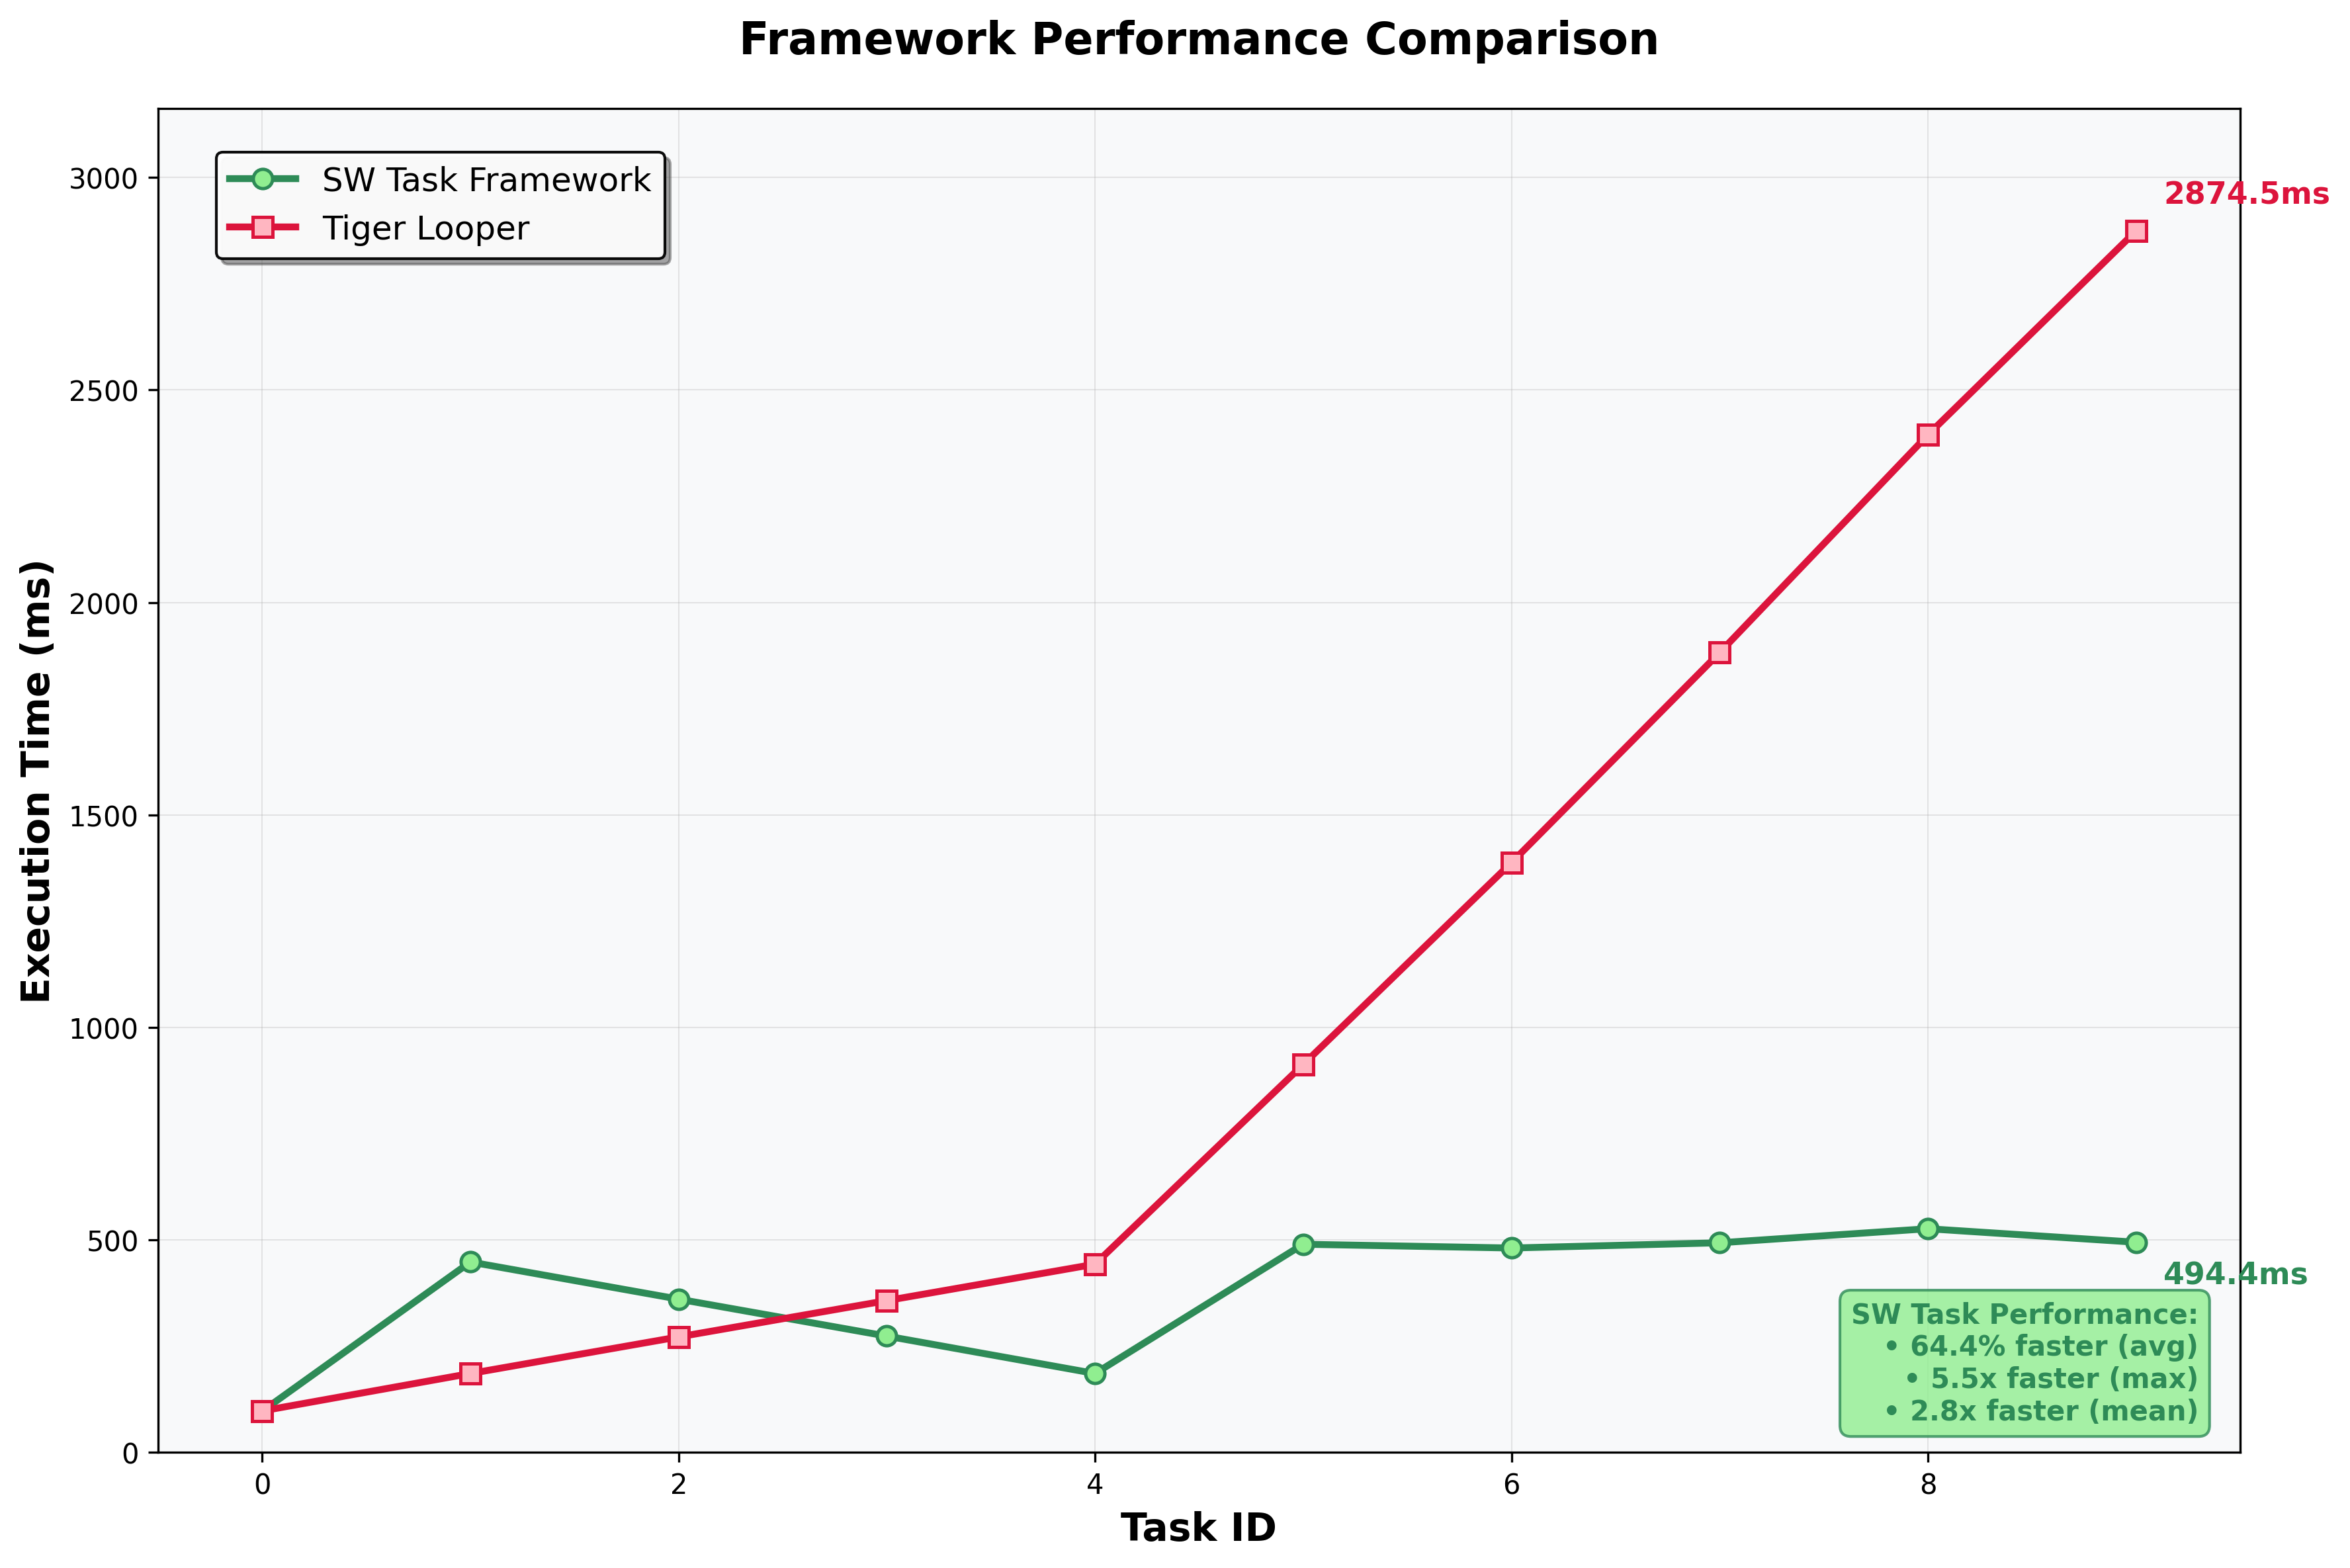 Framework Performance Comparison
SW Task Framework
Tiger Looper
2874.5ms
3000
2500
2000
1500
1000
500
0
Execution Time (ms)
494.4ms
SW Task Performance:
• 64.4% faster (avg)
• 5.5x faster (max)
• 2.8x faster (mean)
0 2 4 6 8
Task ID